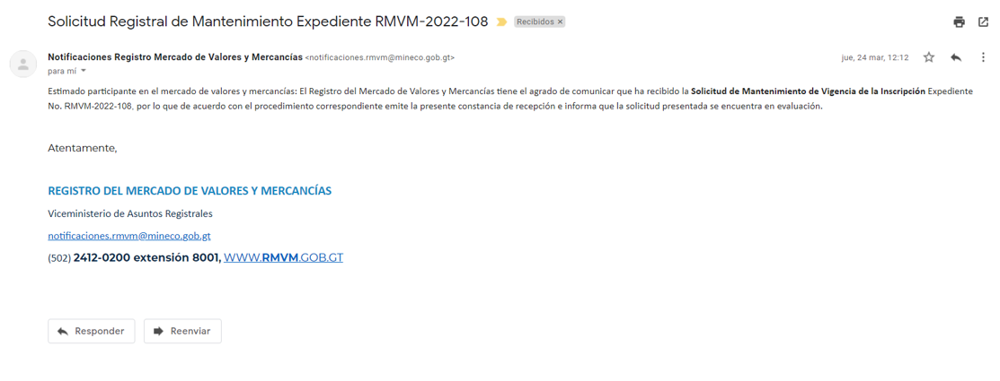 Solicitud Registral de Mantenimiento Expediente RMVM-2022-108 Recibidos ×
Notificaciones Registro Mercado de Valores y Mercancías <notificaciones.rmvm@mineco.gob.gt> jue, 24 mar, 12:12
para mí
Estimado participante en el mercado de valores y mercancías: El Registro del Mercado de Valores y Mercancías tiene el agrado de comunicar que ha recibido la Solicitud de Mantenimiento de Vigencia de la Inscripción Expediente
No. RMVM-2022-108, por lo que de acuerdo con el procedimiento correspondiente emite la presente constancia de recepción e informa que la solicitud presentada se encuentra en evaluación.
Atentamente,
REGISTRO DEL MERCADO DE VALORES Y MERCANCÍAS
Viceministerio de Asuntos Registrales
notificaciones.rmvm@mineco.gob.gt
(502) 2412-0200 extensión 8001, WWW.RMVM.GOB.GT
Responder Reenviar